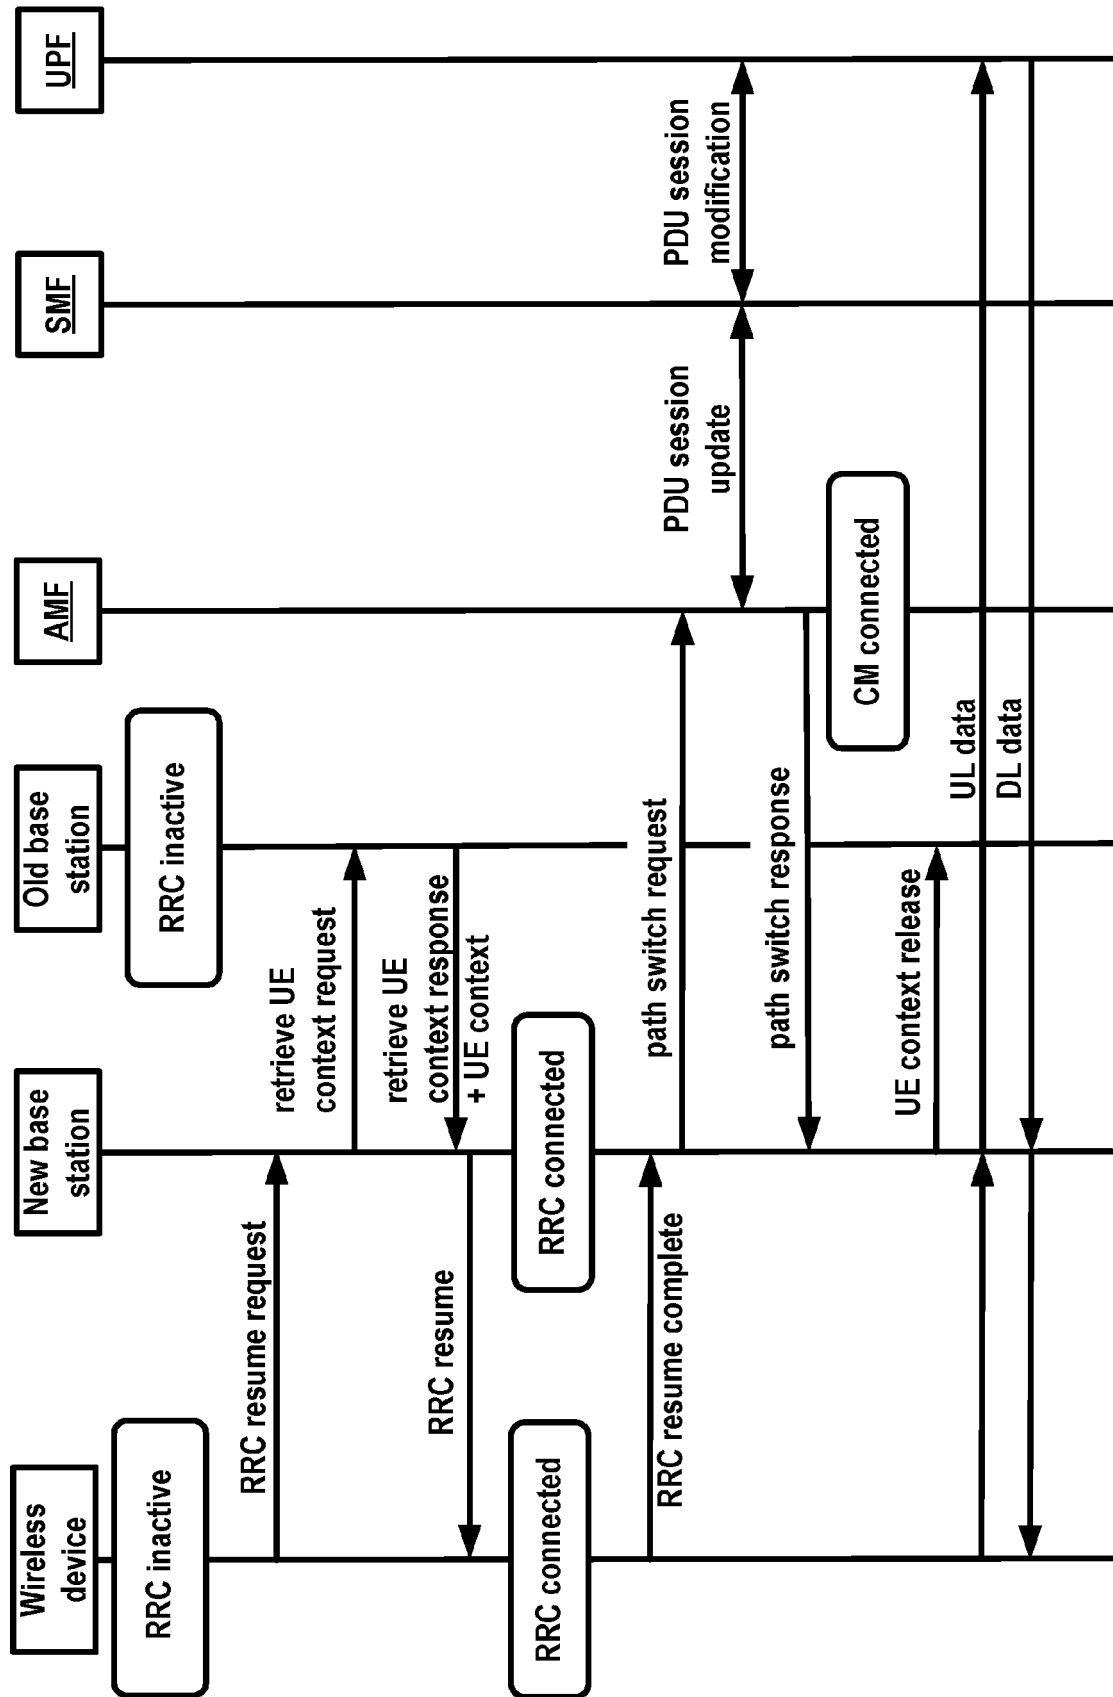 Wireless
device
New base
station
Old base
station
AMF
SMF
UPF
RRC inactive
RRC inactive
RRC resume request
retrieve UE
context request
retrieve UE
context response
+ UE context
RRC resume
RRC connected
RRC connected
RRC resume complete
path switch request
PDU session
update
PDU session
modification
path switch response
CM connected
UE context release
UL data
DL data